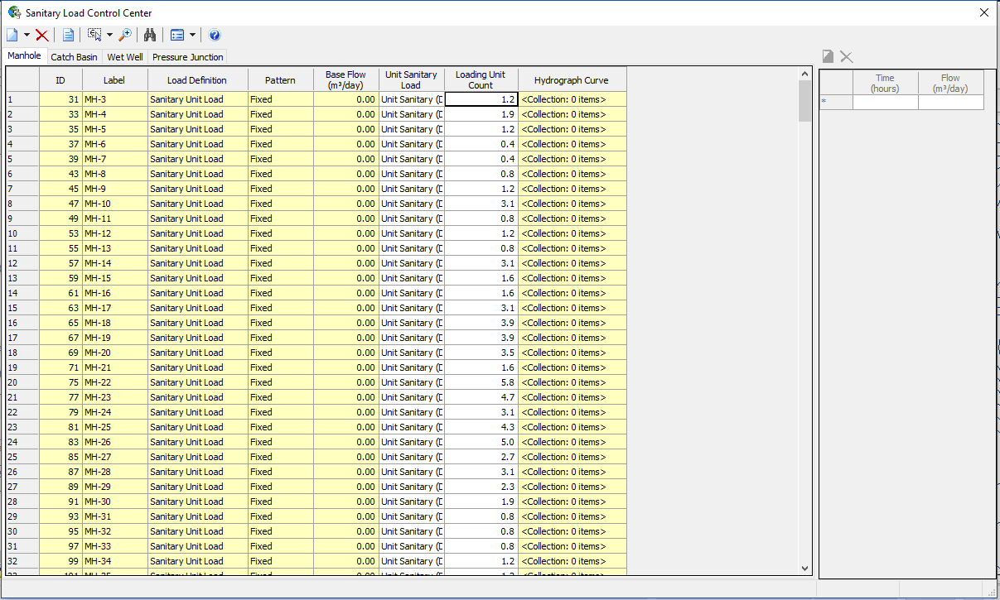 Sanitary Load Control Center
Manhole Catch Basin Wet Well Pressure Junction
ID Label Load Definition Pattern Base Flow (m³/day) Unit Sanitary Load Loading Unit Count Hydrograph Curve
1 31 MH-3 Sanitary Unit Load Fixed 0.00 Unit Sanitary (D 1.2 <Collection: 0 items>
2 33 MH-4 Sanitary Unit Load Fixed 0.00 Unit Sanitary (D 1.9 <Collection: 0 items>
3 35 MH-5 Sanitary Unit Load Fixed 0.00 Unit Sanitary (D 1.2 <Collection: 0 items>
4 37 MH-6 Sanitary Unit Load Fixed 0.00 Unit Sanitary (D 0.4 <Collection: 0 items>
5 39 MH-7 Sanitary Unit Load Fixed 0.00 Unit Sanitary (D 0.4 <Collection: 0 items>
6 43 MH-8 Sanitary Unit Load Fixed 0.00 Unit Sanitary (D 0.8 <Collection: 0 items>
7 45 MH-9 Sanitary Unit Load Fixed 0.00 Unit Sanitary (D 1.2 <Collection: 0 items>
8 47 MH-10 Sanitary Unit Load Fixed 0.00 Unit Sanitary (D 3.1 <Collection: 0 items>
9 49 MH-11 Sanitary Unit Load Fixed 0.00 Unit Sanitary (D 0.8 <Collection: 0 items>
10 53 MH-12 Sanitary Unit Load Fixed 0.00 Unit Sanitary (D 1.2 <Collection: 0 items>
11 55 MH-13 Sanitary Unit Load Fixed 0.00 Unit Sanitary (D 0.8 <Collection: 0 items>
12 57 MH-14 Sanitary Unit Load Fixed 0.00 Unit Sanitary (D 3.1 <Collection: 0 items>
13 59 MH-15 Sanitary Unit Load Fixed 0.00 Unit Sanitary (D 1.6 <Collection: 0 items>
14 61 MH-16 Sanitary Unit Load Fixed 0.00 Unit Sanitary (D 1.6 <Collection: 0 items>
15 63 MH-17 Sanitary Unit Load Fixed 0.00 Unit Sanitary (D 3.1 <Collection: 0 items>
16 65 MH-18 Sanitary Unit Load Fixed 0.00 Unit Sanitary (D 3.9 <Collection: 0 items>
17 67 MH-19 Sanitary Unit Load Fixed 0.00 Unit Sanitary (D 3.9 <Collection: 0 items>
18 69 MH-20 Sanitary Unit Load Fixed 0.00 Unit Sanitary (D 3.5 <Collection: 0 items>
19 71 MH-21 Sanitary Unit Load Fixed 0.00 Unit Sanitary (D 1.6 <Collection: 0 items>
20 75 MH-22 Sanitary Unit Load Fixed 0.00 Unit Sanitary (D 5.8 <Collection: 0 items>
21 77 MH-23 Sanitary Unit Load Fixed 0.00 Unit Sanitary (D 4.7 <Collection: 0 items>
22 79 MH-24 Sanitary Unit Load Fixed 0.00 Unit Sanitary (D 3.1 <Collection: 0 items>
23 81 MH-25 Sanitary Unit Load Fixed 0.00 Unit Sanitary (D 4.3 <Collection: 0 items>
24 83 MH-26 Sanitary Unit Load Fixed 0.00 Unit Sanitary (D 5.0 <Collection: 0 items>
25 85 MH-27 Sanitary Unit Load Fixed 0.00 Unit Sanitary (D 2.7 <Collection: 0 items>
26 87 MH-28 Sanitary Unit Load Fixed 0.00 Unit Sanitary (D 3.1 <Collection: 0 items>
27 89 MH-29 Sanitary Unit Load Fixed 0.00 Unit Sanitary (D 2.3 <Collection: 0 items>
28 91 MH-30 Sanitary Unit Load Fixed 0.00 Unit Sanitary (D 1.9 <Collection: 0 items>
29 93 MH-31 Sanitary Unit Load Fixed 0.00 Unit Sanitary (D 0.8 <Collection: 0 items>
30 95 MH-32 Sanitary Unit Load Fixed 0.00 Unit Sanitary (D 0.8 <Collection: 0 items>
31 97 MH-33 Sanitary Unit Load Fixed 0.00 Unit Sanitary (D 0.8 <Collection: 0 items>
32 99 MH-34 Sanitary Unit Load Fixed 0.00 Unit Sanitary (D 1.2 <Collection: 0 items>
Time (hours) Flow (m³/day)
*